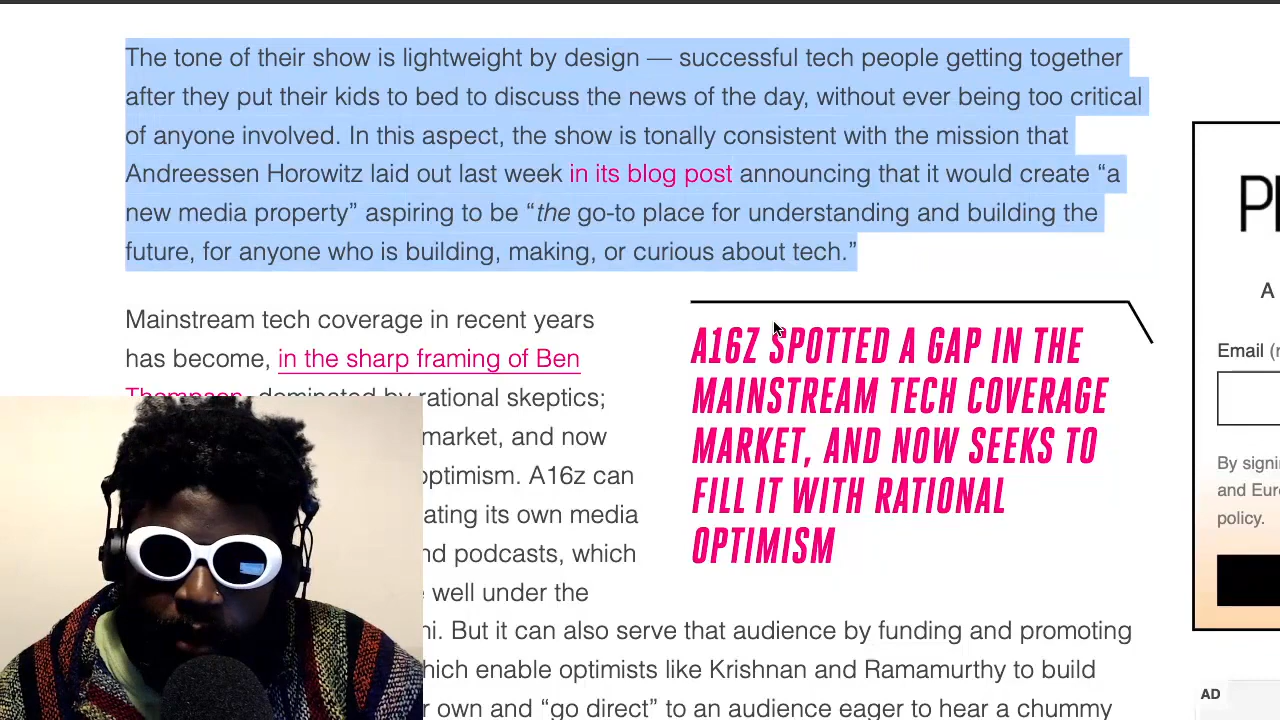 The tone of their show is lightweight by design — successful tech people getting together
after they put their kids to bed to discuss the news of the day, without ever being too critical
of anyone involved. In this aspect, the show is tonally consistent with the mission that
Andreessen Horowitz laid out last week in its blog post announcing that it would create “a
new media property” aspiring to be “the go-to place for understanding and building the
future, for anyone who is building, making, or curious about tech.”
Mainstream tech coverage in recent years
has become, in the sharp framing of Ben
Thompson, dominated by rational skeptics;
market, and now
optimism. A16z can
ating its own media
nd podcasts, which
well under the
hi. But it can also serve that audience by funding and promoting
hich enable optimists like Krishnan and Ramamurthy to build
r own and “go direct” to an audience eager to hear a chummy
A16Z SPOTTED A GAP IN THE
MAINSTREAM TECH COVERAGE
MARKET, AND NOW SEEKS TO
FILL IT WITH RATIONAL
OPTIMISM
A
Email (r
By signi
and Eur
policy.
AD